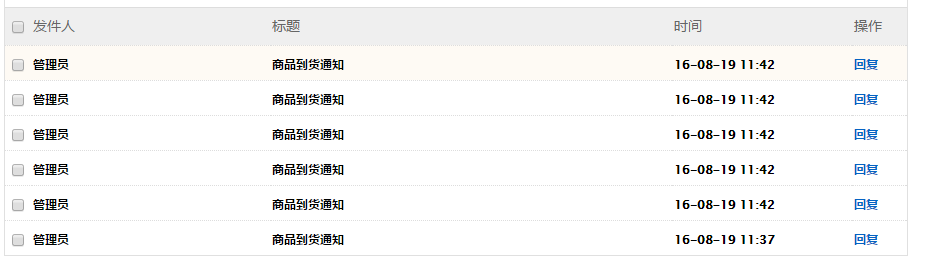 发件人 标题 时间 操作
管理员 商品到货通知 16-08-19 11:42 回复
管理员 商品到货通知 16-08-19 11:42 回复
管理员 商品到货通知 16-08-19 11:42 回复
管理员 商品到货通知 16-08-19 11:42 回复
管理员 商品到货通知 16-08-19 11:42 回复
管理员 商品到货通知 16-08-19 11:37 回复